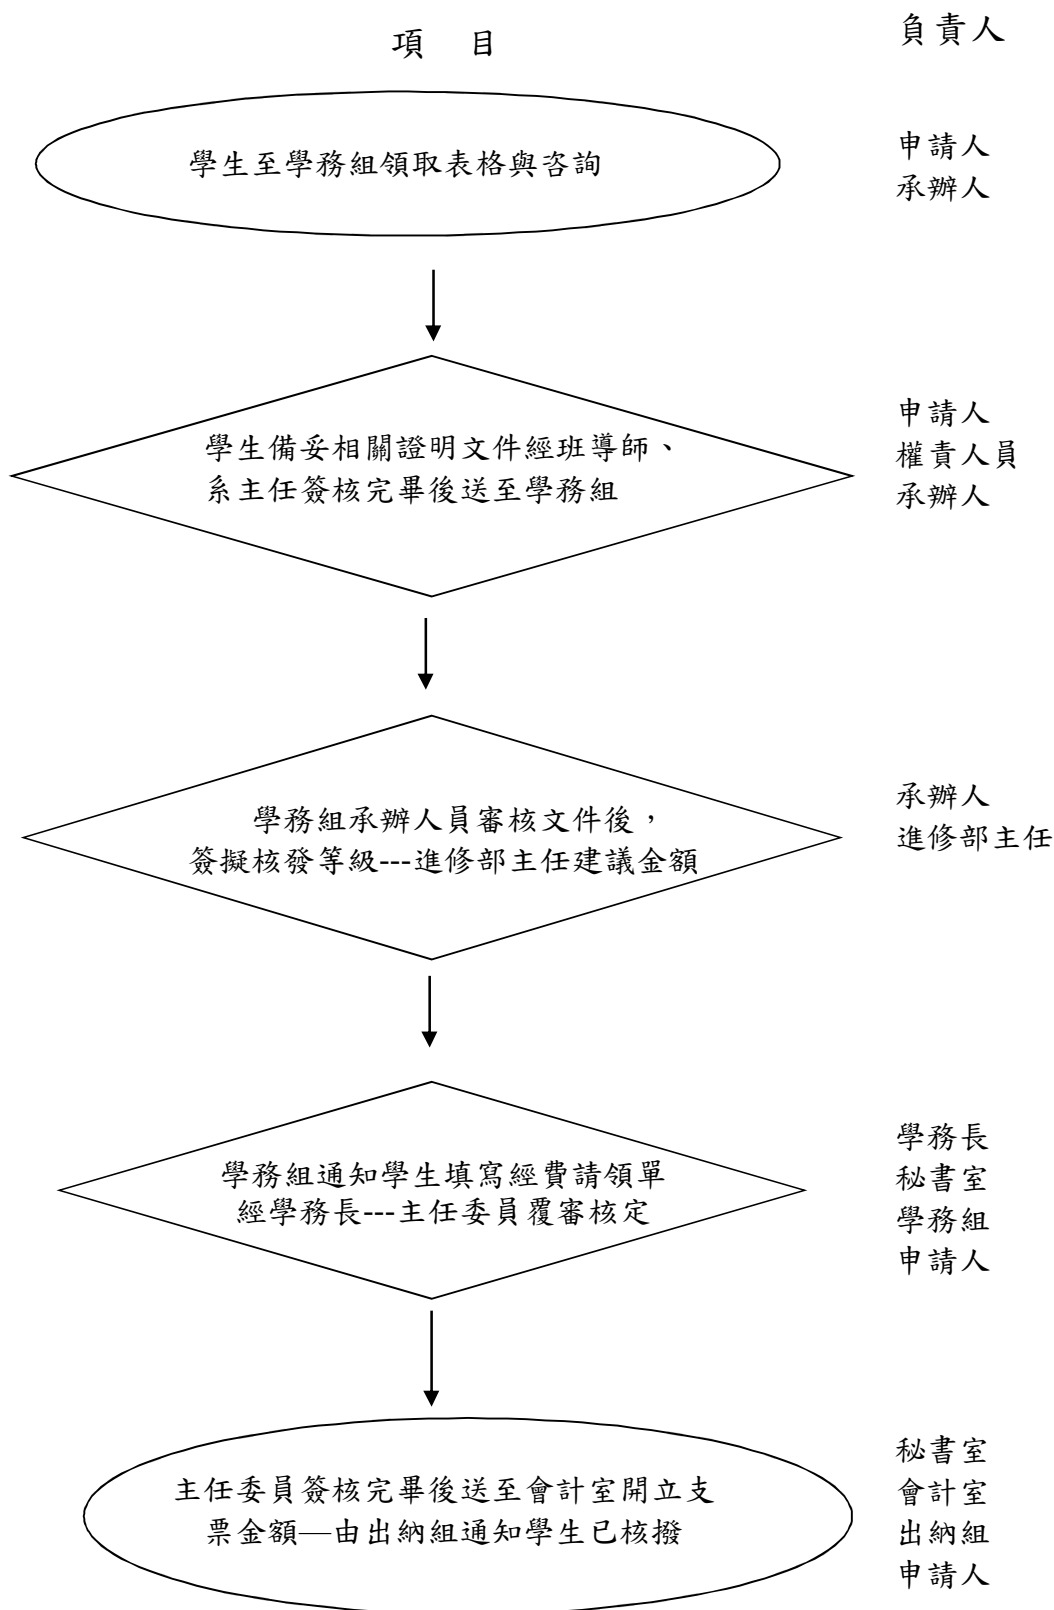 項　目
負責人
學生至學務組領取表格與咨詢
申請人
承辦人
學生備妥相關證明文件經班導師、
系主任簽核完畢後送至學務組
申請人
權責人員
承辦人
學務組承辦人員審核文件後，
簽擬核發等級---進修部主任建議金額
承辦人
進修部主任
學務組通知學生填寫經費請領單
經學務長---主任委員覆審核定
學務長
秘書室
學務組
申請人
主任委員簽核完畢後送至會計室開立支
票金額—由出納組通知學生已核撥
秘書室
會計室
出納組
申請人